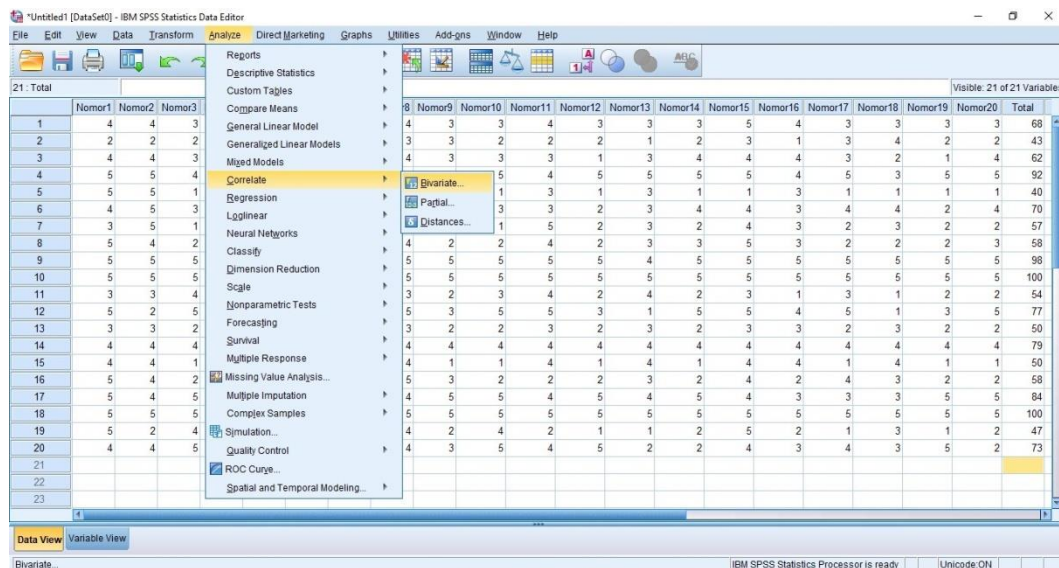 *Untitled1 [DataSet0] - IBM SPSS Statistics Data Editor
File Edit View Data Transform Analyze Direct Marketing Graphs Utilities Add-ons Window Help
21 : Total
Visible: 21 of 21 Variable
Nomor1 Nomor2 Nomor3 r8 Nomor9 Nomor10 Nomor11 Nomor12 Nomor13 Nomor14 Nomor15 Nomor16 Nomor17 Nomor18 Nomor19 Nomor20 Total
1 4 4 3 4 3 3 4 3 3 3 5 4 3 3 3 3 68
2 2 2 2 3 3 2 2 2 1 2 3 1 3 4 2 2 43
3 4 4 3 4 3 3 3 1 3 4 4 4 3 2 1 4 62
4 5 5 4 5 4 5 5 5 5 4 5 3 5 5 92
5 5 5 1 1 3 1 3 1 1 3 1 1 1 1 40
6 4 5 3 3 3 2 3 4 4 3 4 4 2 4 70
7 3 5 1 1 5 2 3 2 4 3 2 3 2 2 57
8 5 4 2 4 2 2 4 2 3 3 5 3 2 2 2 3 58
9 5 5 5 5 5 5 5 5 4 5 5 5 5 5 5 5 98
10 5 5 5 5 5 5 5 5 5 5 5 5 5 5 5 5 100
11 3 3 4 3 2 3 4 2 4 2 3 1 3 1 2 2 54
12 5 2 5 5 3 5 5 3 1 5 5 4 5 1 3 5 77
13 3 3 2 3 2 2 3 2 3 2 3 3 2 3 2 2 50
14 4 4 4 4 4 4 4 4 4 4 4 4 4 4 4 4 79
15 4 4 1 4 1 1 4 1 4 1 4 4 1 4 1 1 50
16 5 4 2 5 3 2 2 2 3 2 4 2 4 3 2 2 58
17 5 4 5 4 5 5 4 5 4 5 4 3 3 3 5 5 84
18 5 5 5 5 5 5 5 5 5 5 5 5 5 5 5 5 100
19 5 2 4 4 2 4 2 1 1 2 5 2 1 3 1 2 47
20 4 4 5 4 3 5 4 5 2 2 4 3 4 3 5 2 73
21
22
23
Reports
Descriptive Statistics
Custom Tables
Compare Means
General Linear Model
Generalized Linear Models
Mixed Models
Correlate
Regression
Loglinear
Neural Networks
Classify
Dimension Reduction
Scale
Nonparametric Tests
Forecasting
Survival
Multiple Response
Missing Value Analysis...
Multiple Imputation
Complex Samples
Simulation...
Quality Control
ROC Curve...
Spatial and Temporal Modeling...
Bivariate...
Partial...
Distances...
Data View Variable View
Bivariate...
IBM SPSS Statistics Processor is ready
Unicode:ON